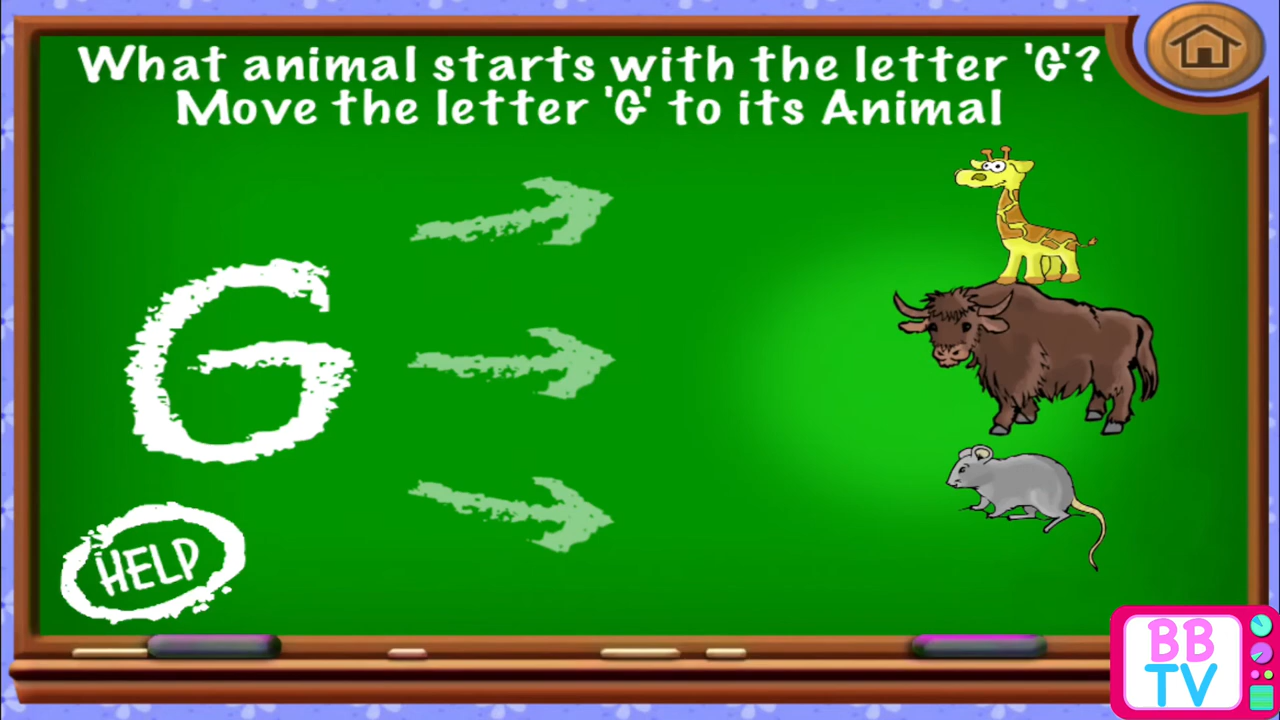 What animal starts with the letter 'G'?
Move the letter 'G' to its Animal
G
HELP
BB
TV